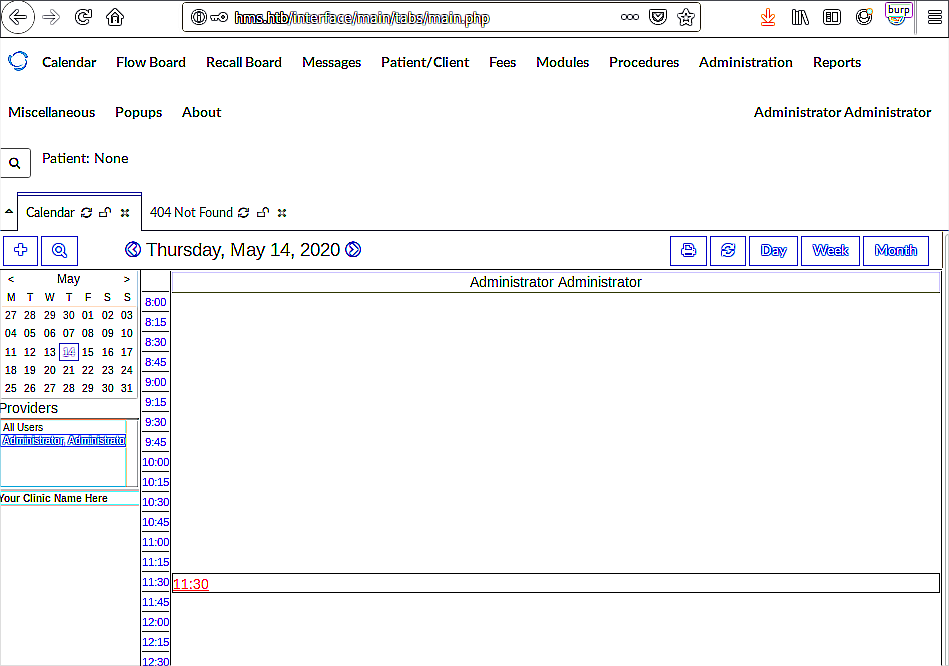 hms.htb/interface/main/tabs/main.php
burp
Calendar Flow Board Recall Board Messages Patient/Client Fees Modules Procedures Administration Reports
Miscellaneous Popups About Administrator Administrator
Patient: None
Calendar 404 Not Found
Thursday, May 14, 2020 Day Week Month
< May >
M T W T F S S
27 28 29 30 01 02 03
04 05 06 07 08 09 10
11 12 13 14 15 16 17
18 19 20 21 22 23 24
25 26 27 28 29 30 31
Providers
All Users
Administrator, Administrato
Your Clinic Name Here
Administrator Administrator
8:00
8:15
8:30
8:45
9:00
9:15
9:30
9:45
10:00
10:15
10:30
10:45
11:00
11:15
11:30 11:30
11:45
12:00
12:15
12:30